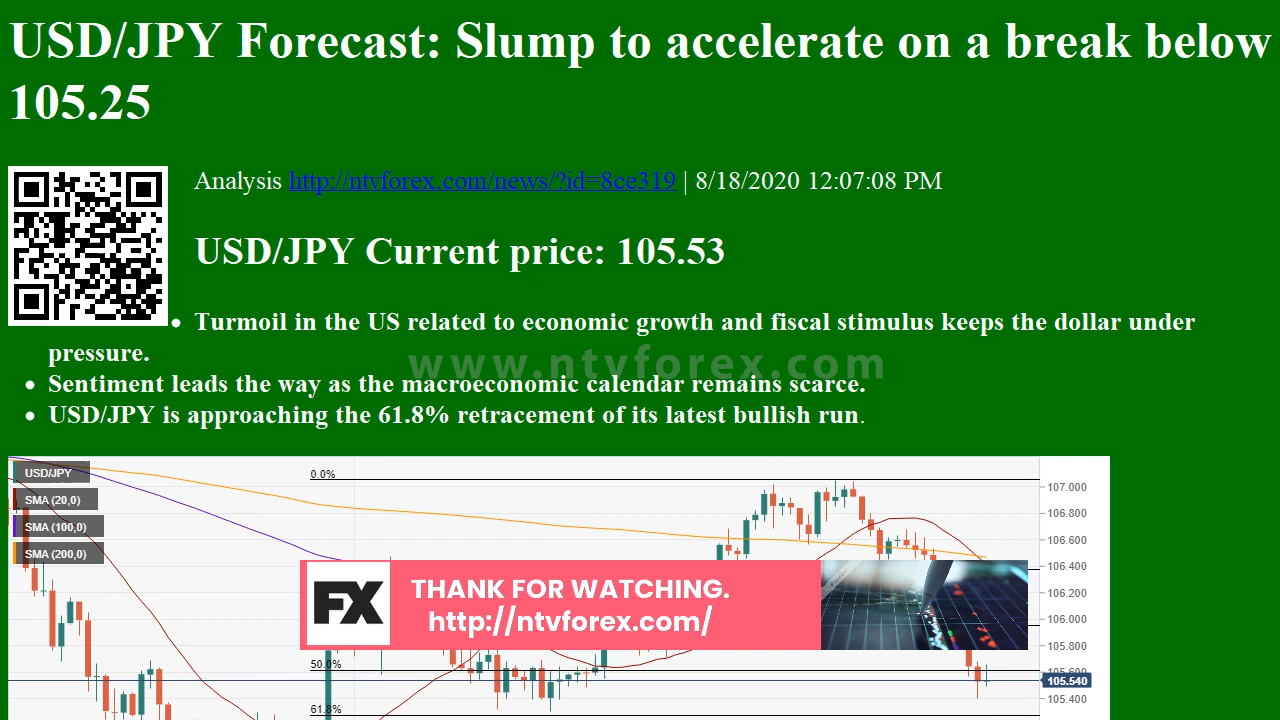 USD/JPY Forecast: Slump to accelerate on a break below
105.25
Analysis http://ntvforex.com/news/?id=8ce319 | 8/18/2020 12:07:08 PM
USD/JPY Current price: 105.53
• Turmoil in the US related to economic growth and fiscal stimulus keeps the dollar under
pressure.
www.ntvforex.com
• Sentiment leads the way as the macroeconomic calendar remains scarce.
• USD/JPY is approaching the 61.8% retracement of its latest bullish run.
USD/JPY
SMA (20,0)
SMA (100,0)
SMA (200,0)
0.0%
107.000
106.800
106.600
106.400
106.200
106.000
105.800
105.600
105.540
105.400
FX
THANK FOR WATCHING.
http://ntvforex.com/
50.0%
61.8%